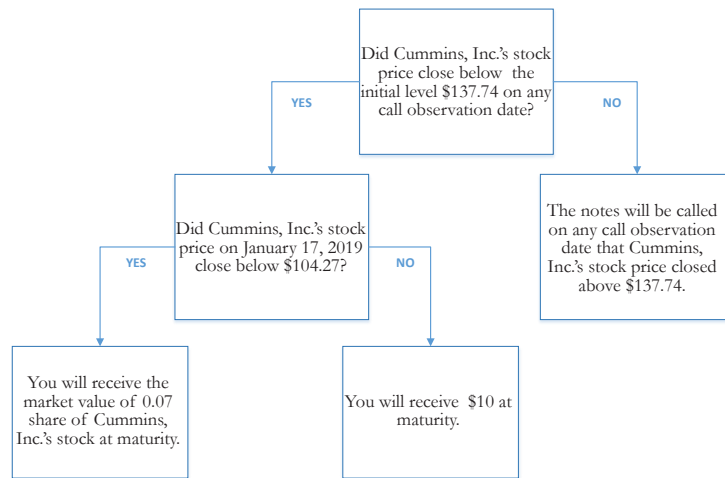 Did Cummins, Inc.'s stock
price close below the
initial level $137.74 on any
call observation date?
YES
NO
Did Cummins, Inc.'s stock
price on January 17, 2019
close below $104.27?
The notes will be called
on any call observation
date that Cummins,
Inc.'s stock price closed
above $137.74.
YES
NO
You will receive the
market value of 0.07
share of Cummins,
Inc.'s stock at maturity.
You will receive $10 at
maturity.